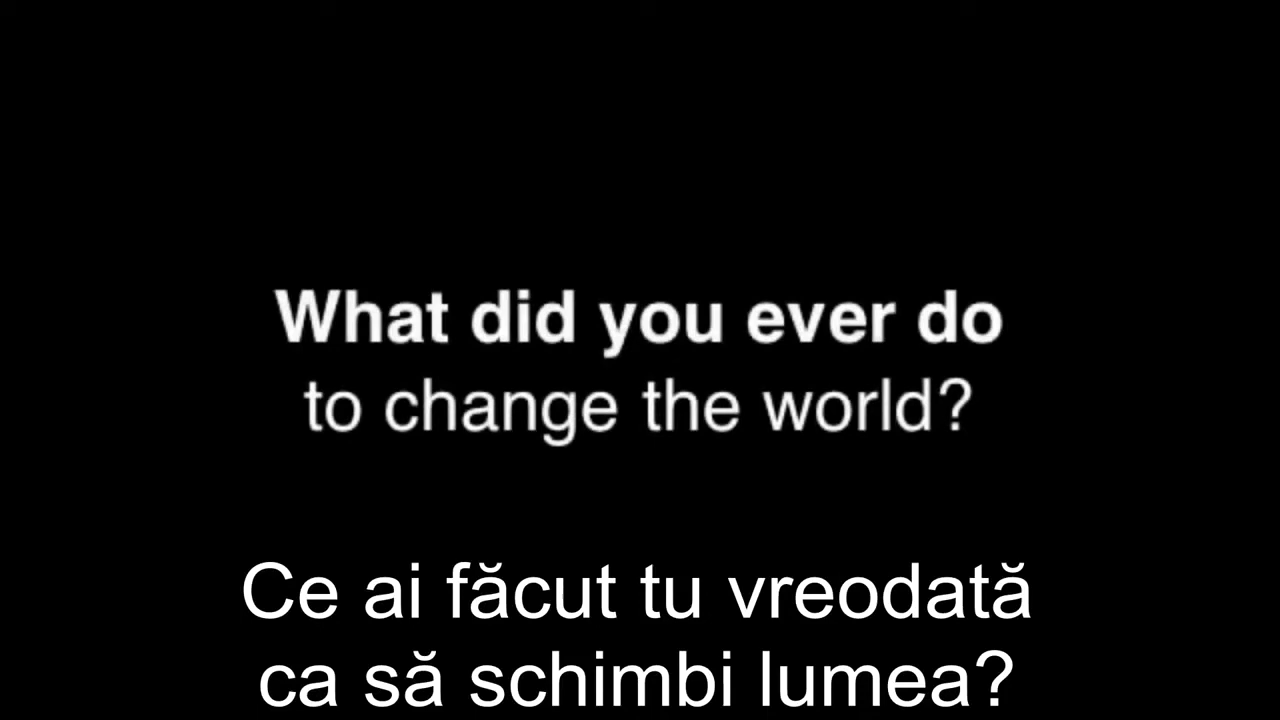 What did you ever do
to change the world?
Ce ai făcut tu vreodată
ca să schimbi lumea?